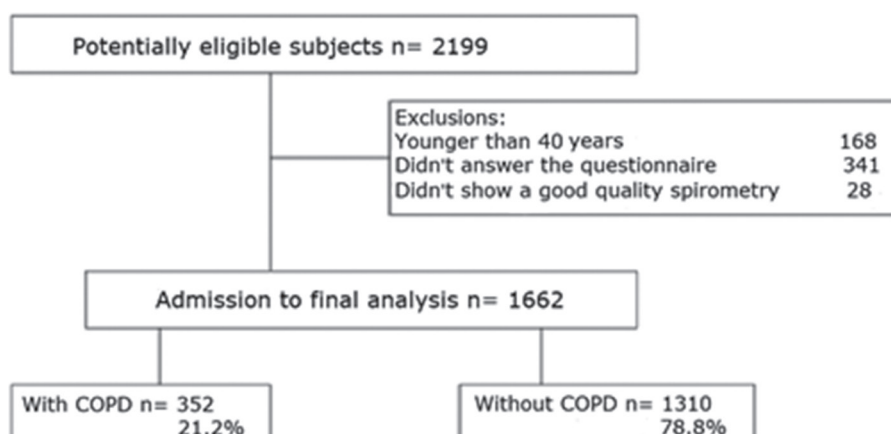 Potentially eligible subjects n= 2199
Exclusions:
Younger than 40 years 168
Didn't answer the questionnaire 341
Didn't show a good quality spirometry 28
Admission to final analysis n= 1662
With COPD n= 352
21.2%
Without COPD n= 1310
78.8%